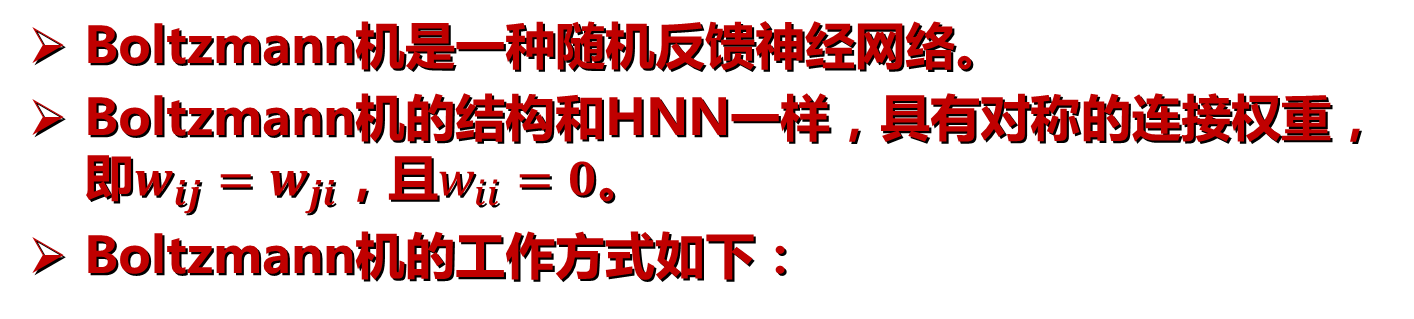 ➢ Boltzmann机是一种随机反馈神经网络。
➢ Boltzmann机的结构和HNN一样，具有对称的连接权重，
即𝒘𝒊𝒋 = 𝒘𝒋𝒊，且𝑤𝑖𝑖 = 𝟎。
➢ Boltzmann机的工作方式如下：